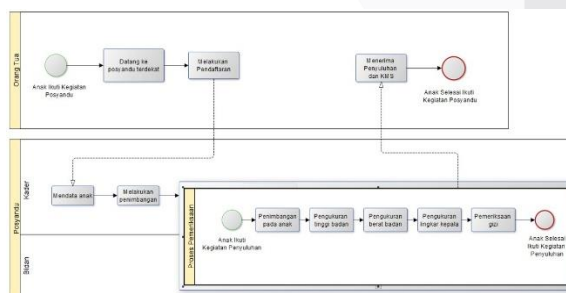 Orang Tua
Anak Ikuti Kegiatan
Posyandu
Datang ke
posyandu terdekat
Melakukan
Pendaftaran
Menerima
Penyuluhan
dan KMS
Anak Selesai Ikuti
Kegiatan Posyandu
Posyandu
Kader
Mendata anak
Melakukan
penimbangan
Bidan
Proses Pemeriksaan
Anak Ikuti
Kegiatan Penyuluhan
Penimbangan
pada anak
Pengukuran
tinggi badan
Pengukuran
berat badan
Pengukuran
lingkar kepala
Pemeriksaan
gizi
Anak Selesai
Ikuti Kegiatan
Penyuluhan